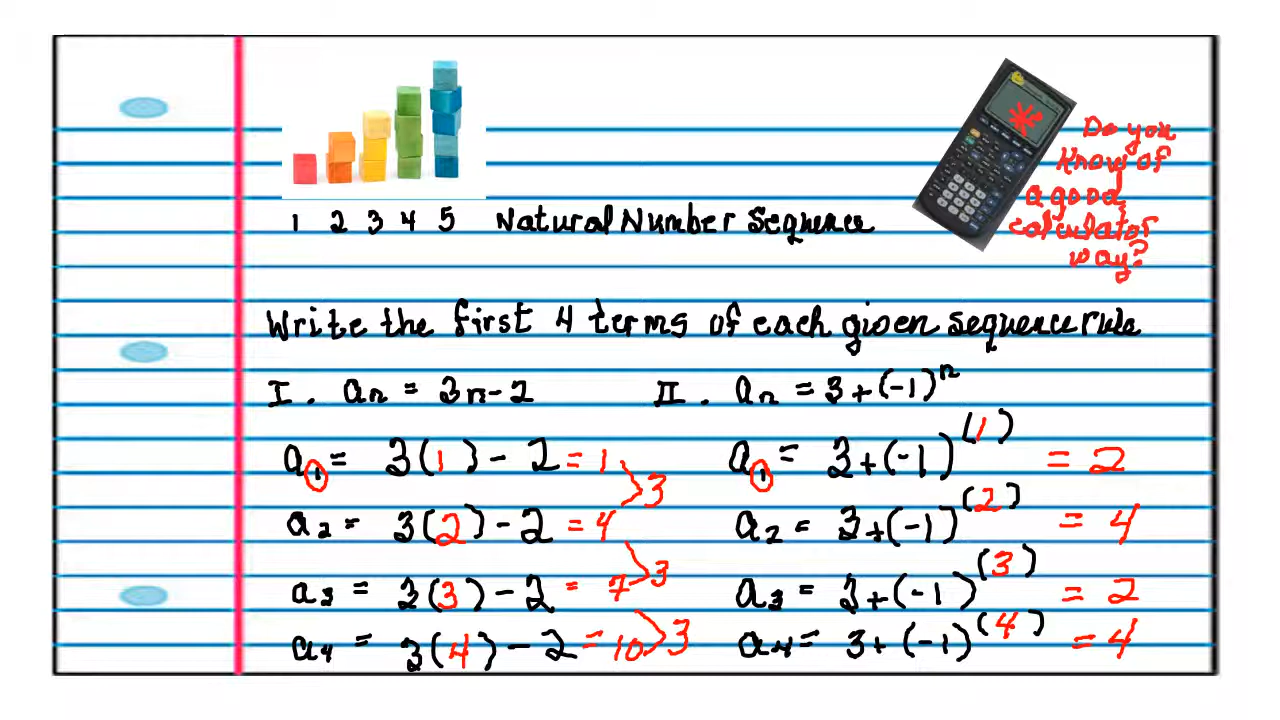 Do you
know of
a good
calculator
way?
1 2 3 4 5 Natural Number Sequence
Write the first 4 terms of each given sequence rule
I. an = 3n-2
II. an = 3+(-1)^n
a1 = 3(1)-2 = 1
3
a2 = 3(2)-2 = 4
3
a3 = 3(3)-2 = 7
3
a4 = 3(4)-2 = 10
a1 = 3+(-1)^(1) = 2
a2 = 3+(-1)^(2) = 4
a3 = 3+(-1)^(3) = 2
a4 = 3+(-1)^(4) = 4